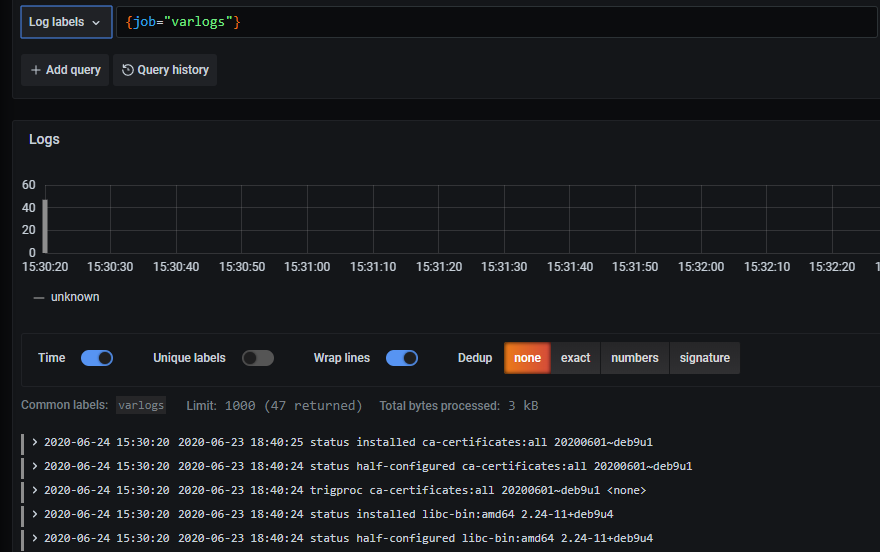 Log labels {job="varlogs"}
+ Add query Query history
Logs
60
40
20
0
15:30:20 15:30:30 15:30:40 15:30:50 15:31:00 15:31:10 15:31:20 15:31:30 15:31:40 15:31:50 15:32:00 15:32:10 15:32:20 1
unknown
Time Unique labels Wrap lines Dedup none exact numbers signature
Common labels: varlogs Limit: 1000 (47 returned) Total bytes processed: 3 kB
> 2020-06-24 15:30:20 2020-06-23 18:40:25 status installed ca-certificates:all 20200601~deb9u1
> 2020-06-24 15:30:20 2020-06-23 18:40:24 status half-configured ca-certificates:all 20200601~deb9u1
> 2020-06-24 15:30:20 2020-06-23 18:40:24 trigproc ca-certificates:all 20200601~deb9u1 <none>
> 2020-06-24 15:30:20 2020-06-23 18:40:24 status installed libc-bin:amd64 2.24-11+deb9u4
> 2020-06-24 15:30:20 2020-06-23 18:40:24 status half-configured libc-bin:amd64 2.24-11+deb9u4